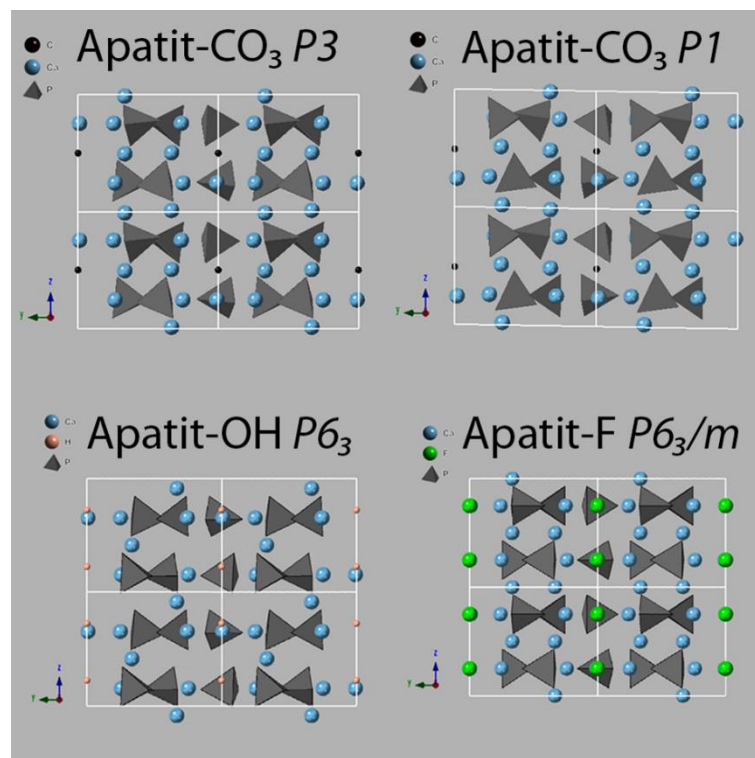 Apatit-CO₃ P3
C
Ca
P
z
y
Apatit-CO₃ P1
C
Ca
P
z
y
Apatit-OH P6₃
Ca
H
P
z
y
Apatit-F P6₃/m
Ca
F
P
z
y